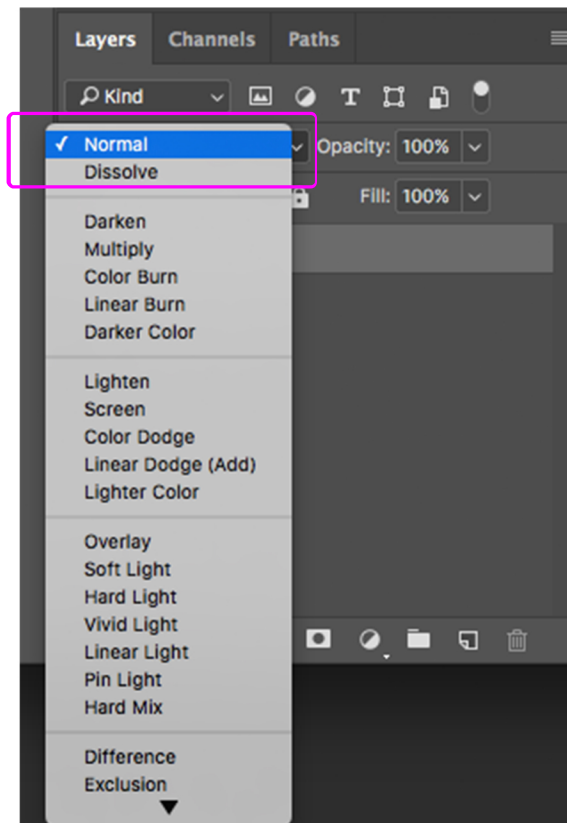 Layers Channels Paths
Kind T
Normal Opacity: 100%
Dissolve
Fill: 100%
Darken
Multiply
Color Burn
Linear Burn
Darker Color
Lighten
Screen
Color Dodge
Linear Dodge (Add)
Lighter Color
Overlay
Soft Light
Hard Light
Vivid Light
Linear Light
Pin Light
Hard Mix
Difference
Exclusion